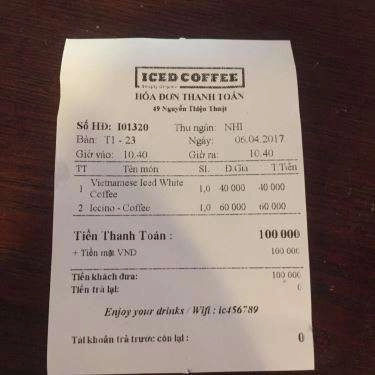 ICED COFFEE
Simply Organic
HÓA ĐƠN THANH TOÁN
49 Nguyễn Thiện Thuật
Số HĐ: I01320 Thu ngân: NHI
Bàn: T1 - 23 Ngày: 06.04.2017
Giờ vào: 10.40 Giờ ra: 10.40
TT Tên món SL Đ.Giá T.Tiền
1 Vietnamese Iced White Coffee 1,0 40 000 40 000
2 Iccino - Coffee 1,0 60 000 60 000
Tiền Thanh Toán : 100 000
+ Tiền mặt VND 100 000
Tiền khách đưa: 100 000
Tiền trả lại: 0
Enjoy your drinks / Wifi : ic456789
Tài khoản trả trước còn lại : 0